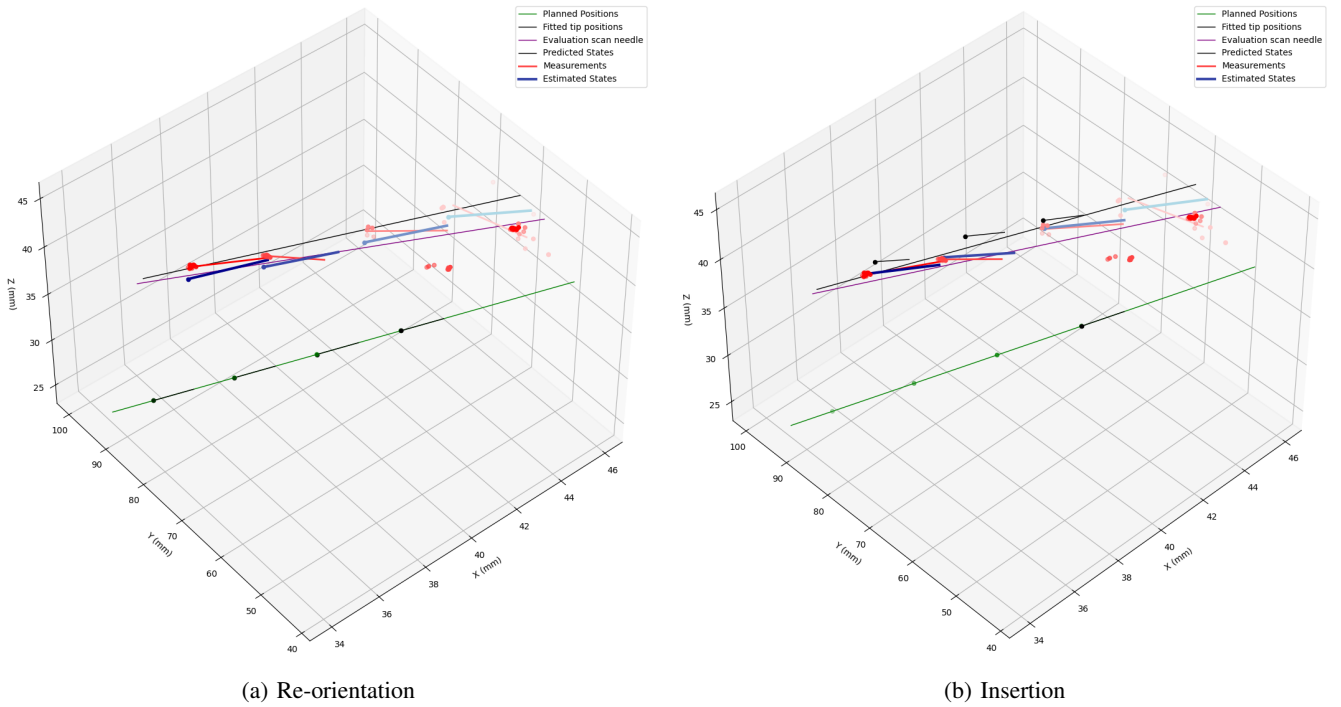 Planned Positions
Fitted tip positions
Evaluation scan needle
Predicted States
Measurements
Estimated States
45
40
35
30
25
Z (mm)
100
90
80
70
60
50
40
Y (mm)
34
36
38
40
42
44
46
X (mm)
(a) Re-orientation
Planned Positions
Fitted tip positions
Evaluation scan needle
Predicted States
Measurements
Estimated States
45
40
35
30
25
Z (mm)
100
90
80
70
60
50
40
Y (mm)
34
36
38
40
42
44
46
X (mm)
(b) Insertion